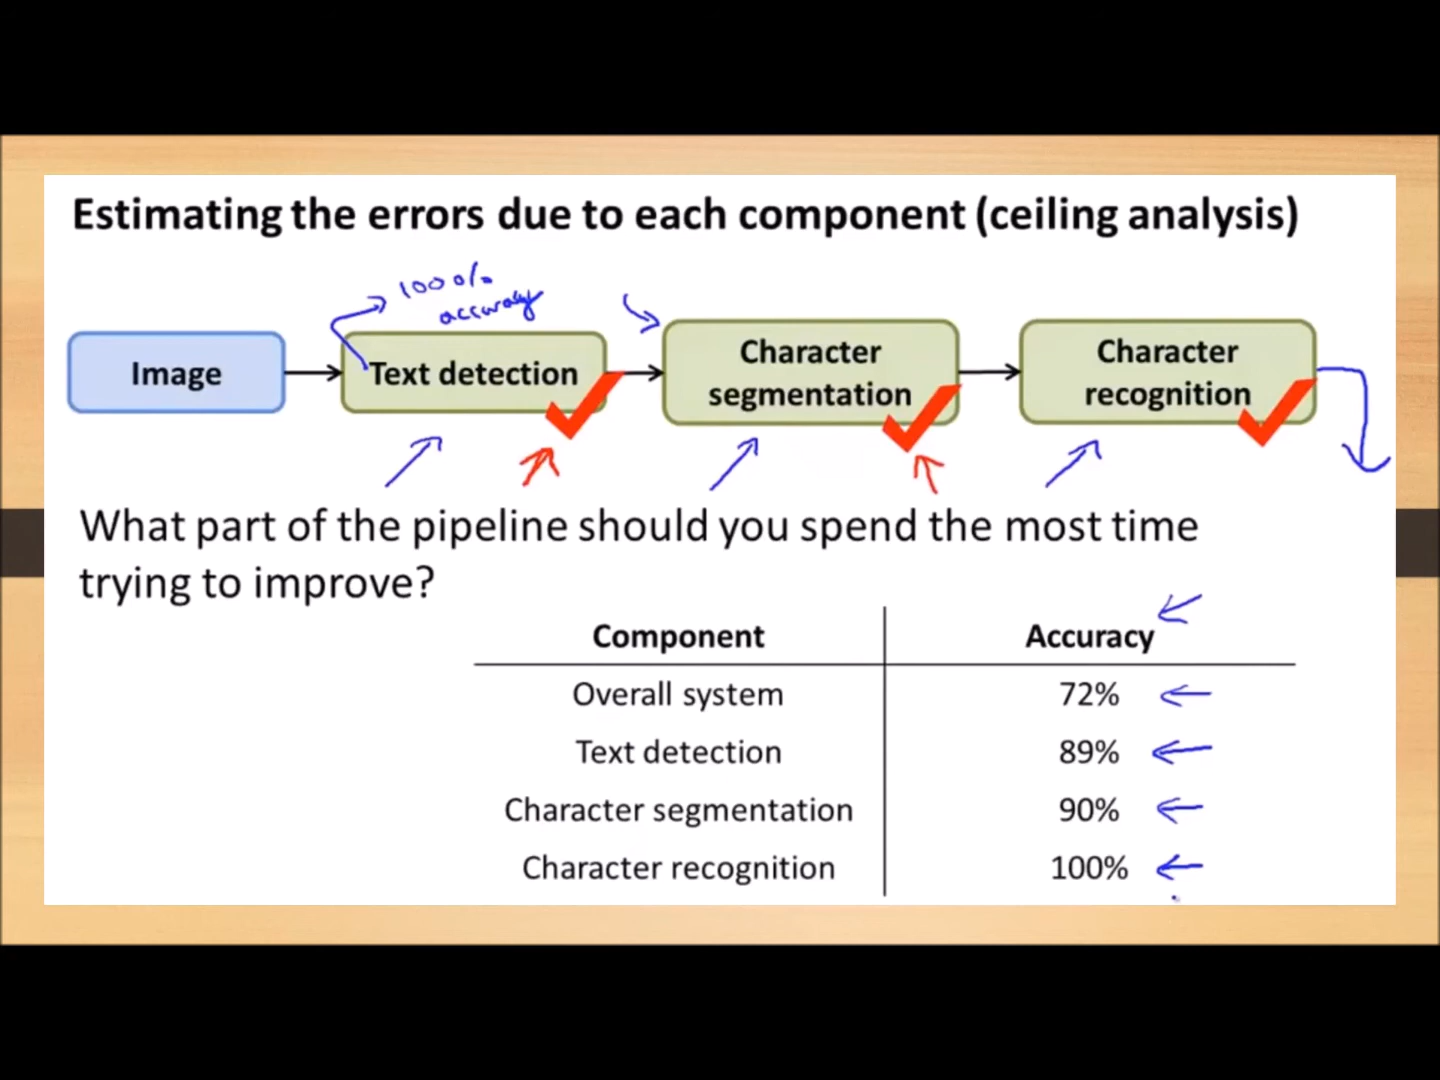 Estimating the errors due to each component (ceiling analysis)
100%
accuracy
Image
Text detection
Character
segmentation
Character
recognition
What part of the pipeline should you spend the most time
trying to improve?
Component Accuracy
Overall system 72%
Text detection 89%
Character segmentation 90%
Character recognition 100%